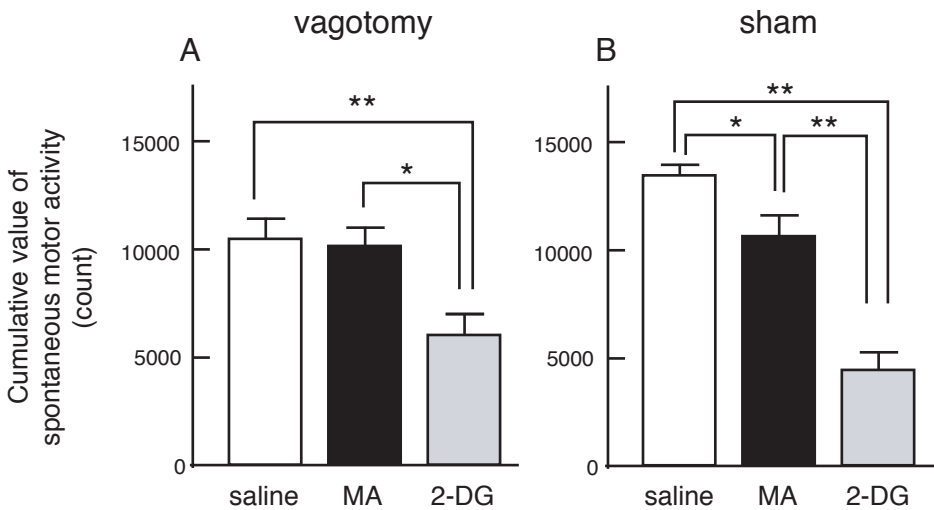 vagotomy
sham
A
B
Cumulative value of
spontaneous motor activity
(count)
15000
10000
5000
0
**
*
saline
MA
2-DG
15000
10000
5000
0
**
*
**
saline
MA
2-DG